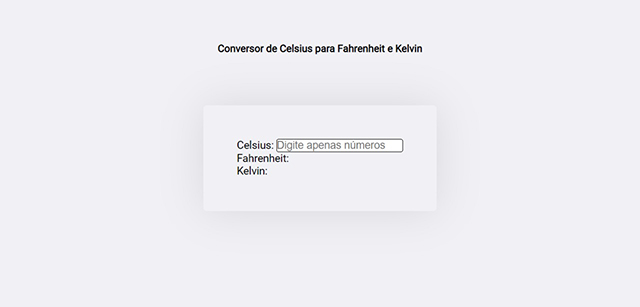 Conversor de Celsius para Fahrenheit e Kelvin
Celsius: Digite apenas números
Fahrenheit:
Kelvin: